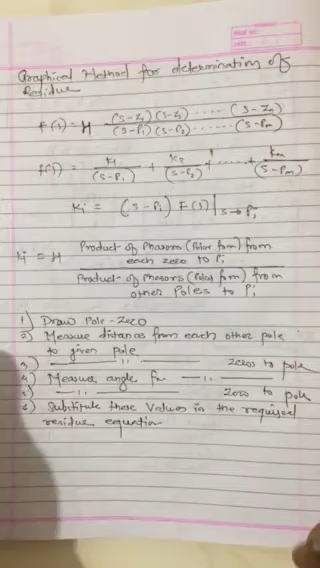 Graphical Method for determination of
Residue
F(s) = H (s-Z1)(s-Z2)......(s-Zn) / (s-P1)(s-P2).......(s-Pm)
f(s) = K1/(s-P1) + K2/(s-P2) + ...... + Km/(s-Pm)
Ki = (s-Pi) F(s)|s→Pi
Ki = H Product of Phasors (Polar form) from
each zero to Pi
Product of Phasors (Polar form) from
other Poles to Pi
1) Draw Pole-Zero
2) Measure distances from each other pole
to given pole
3) —— 〃 —— zeros to pole
4) Measure angle for —— 〃 ——
5) —— 〃 —— zero to pole
6) Substitute these values in the required
residue equation